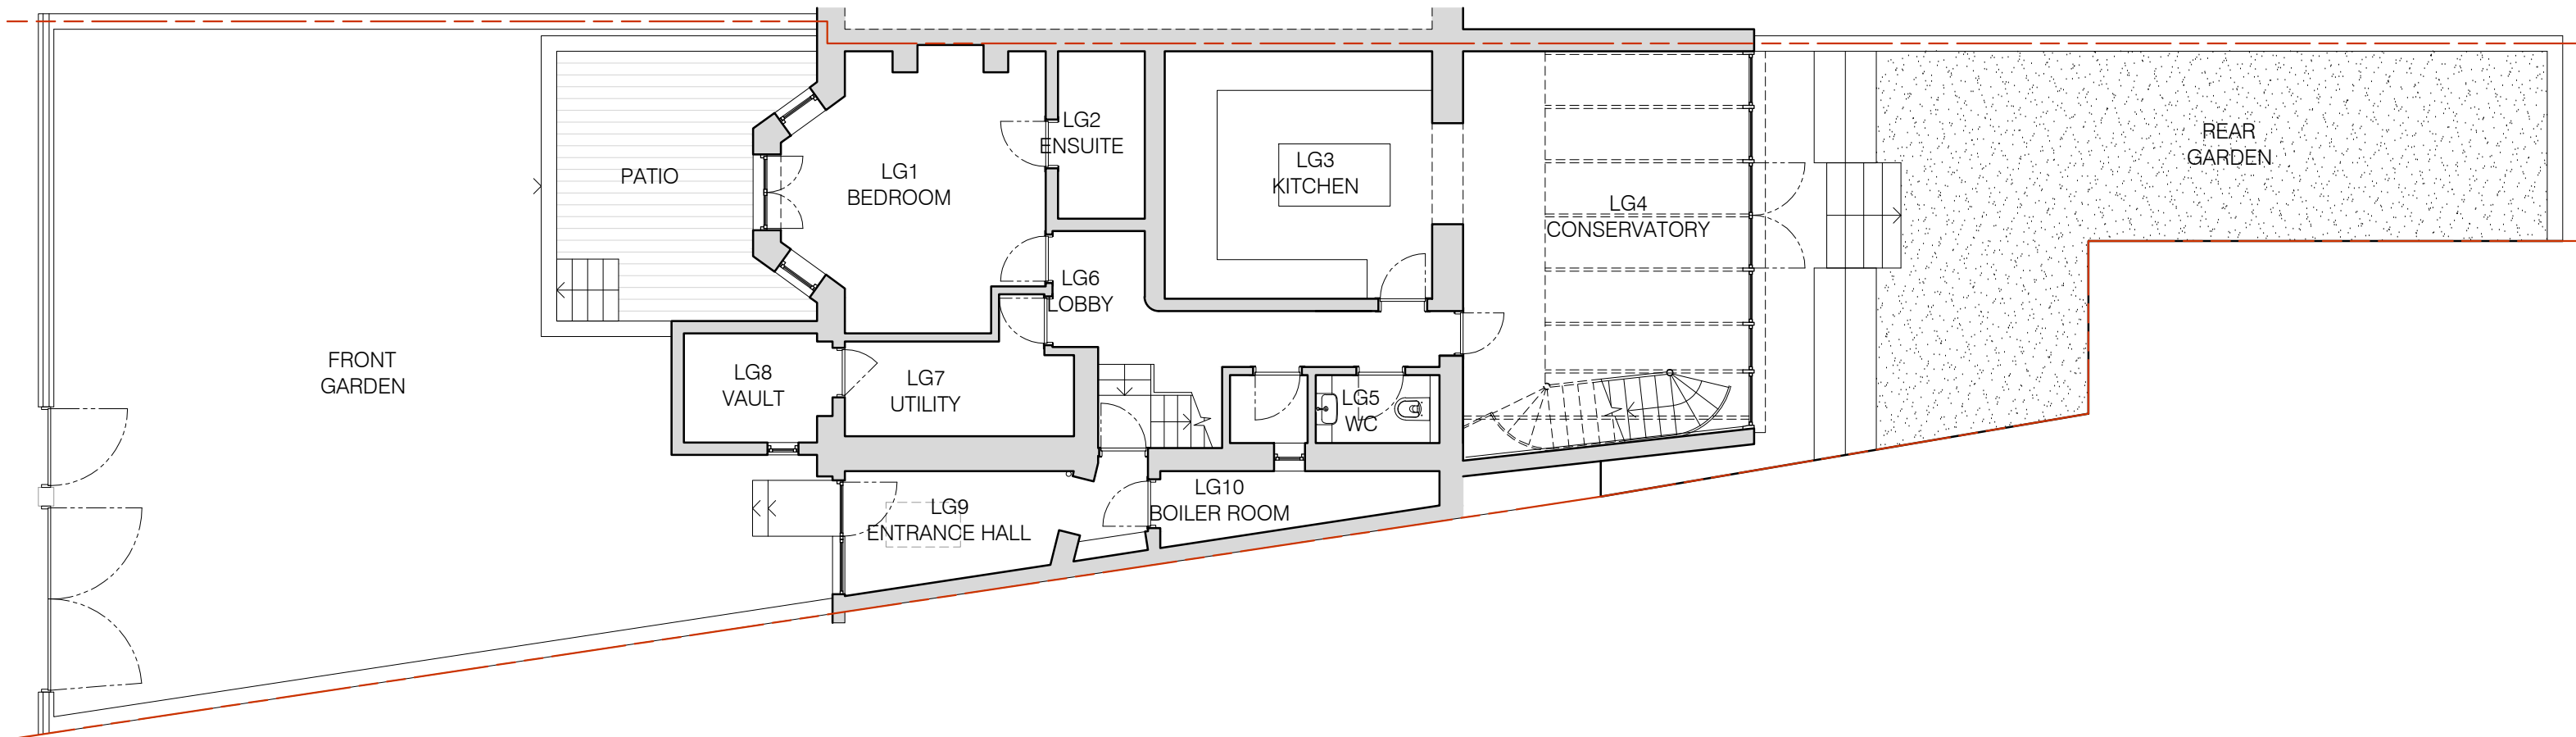 FRONT
GARDEN
PATIO
LG1
BEDROOM
LG2
ENSUITE
LG3
KITCHEN
LG4
CONSERVATORY
REAR
GARDEN
LG6
LOBBY
LG8
VAULT
LG7
UTILITY
LG5
WC
LG9
ENTRANCE HALL
LG10
BOILER ROOM